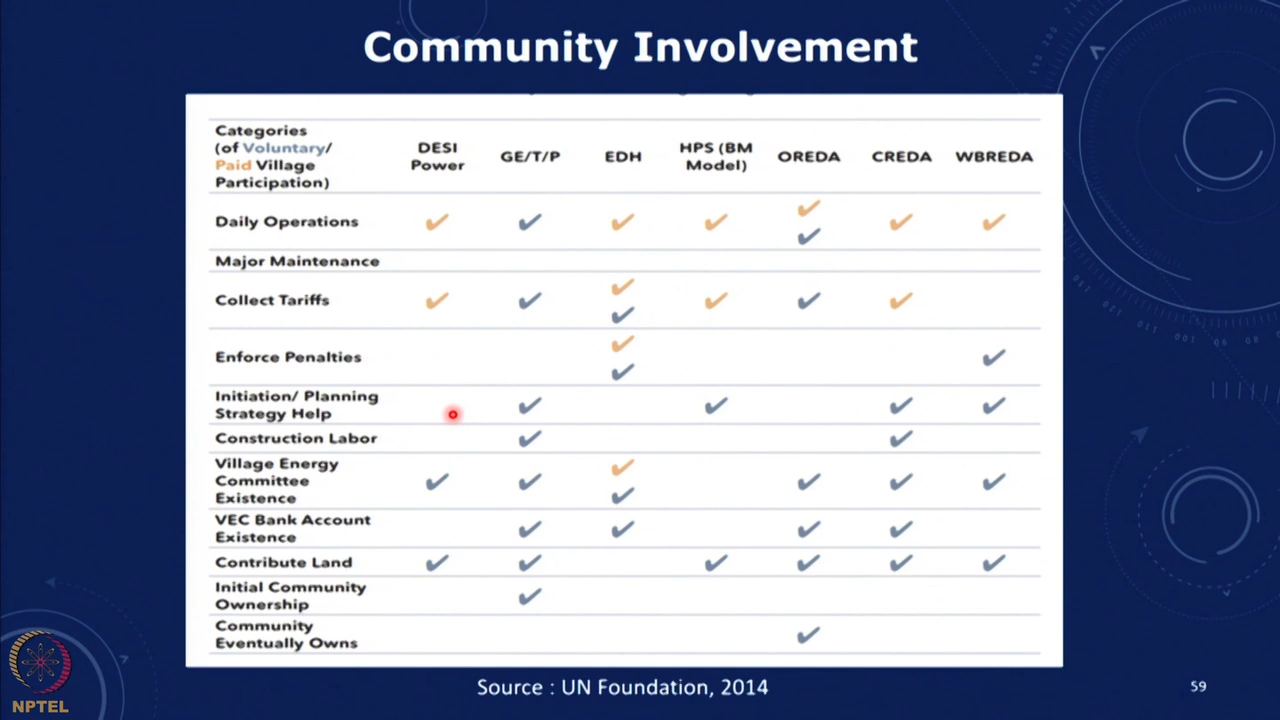 Community Involvement
Categories
(of Voluntary/
Paid Village
Participation)
DESI
Power
GE/T/P
EDH
HPS (BM
Model)
OREDA
CREDA
WBREDA
Daily Operations ✔ ✔ ✔ ✔ ✔ ✔ ✔ ✔
Major Maintenance
Collect Tariffs ✔ ✔ ✔ ✔ ✔ ✔ ✔
Enforce Penalties ✔ ✔ ✔
Initiation/ Planning
Strategy Help ✔ ✔ ✔ ✔
Construction Labor ✔ ✔
Village Energy
Committee
Existence ✔ ✔ ✔ ✔ ✔ ✔ ✔
VEC Bank Account
Existence ✔ ✔ ✔ ✔
Contribute Land ✔ ✔ ✔ ✔ ✔ ✔
Initial Community
Ownership ✔
Community
Eventually Owns ✔
Source : UN Foundation, 2014
59
NPTEL